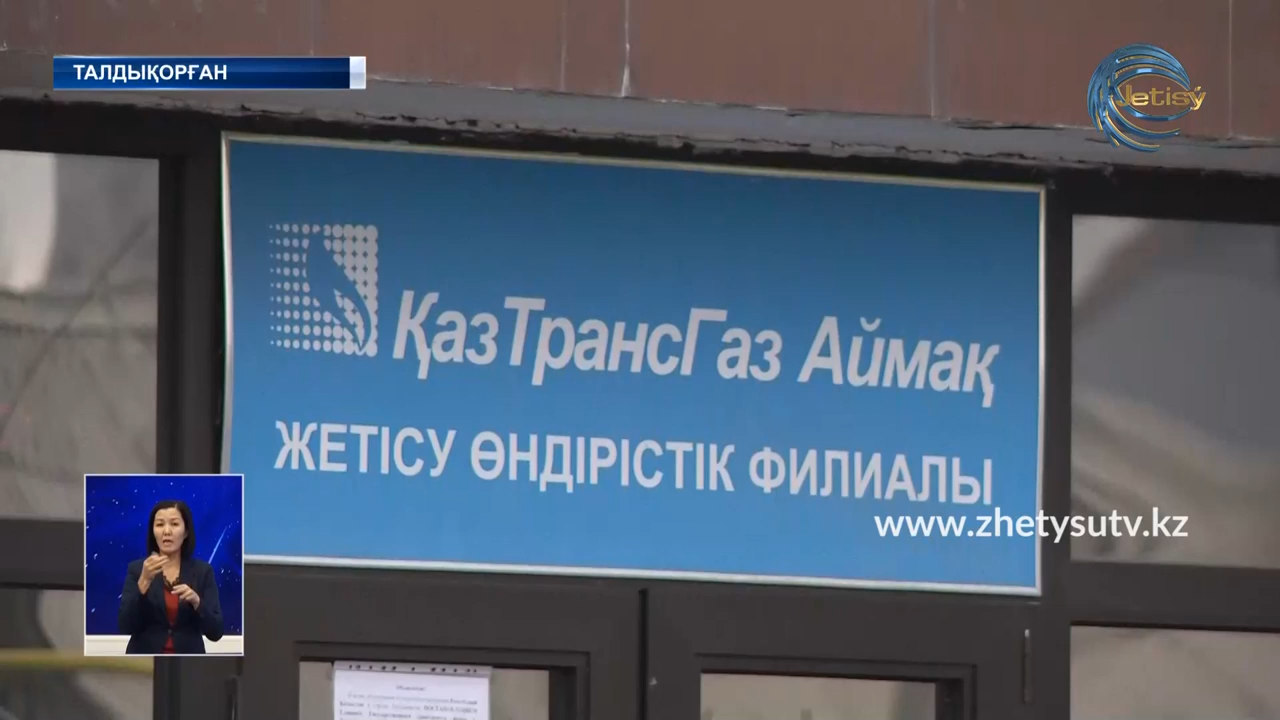 ТАЛДЫҚОРҒАН
Jetisý
ҚазТрансГаз Аймақ
ЖЕТІСУ ӨНДІРІСТІК ФИЛИАЛЫ
www.zhetysutv.kz